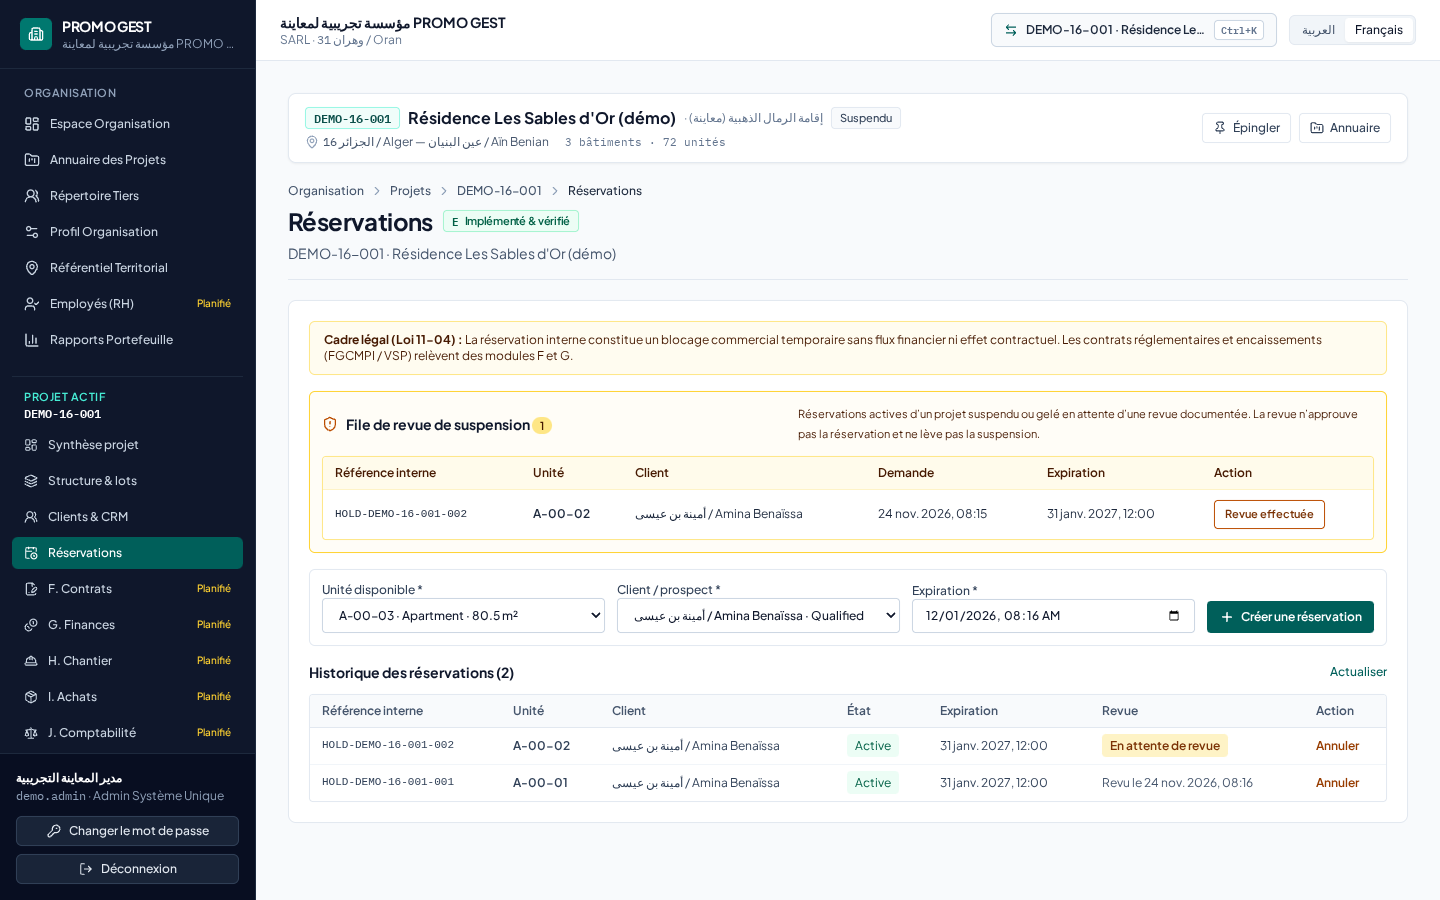 PROMOGEST
مؤسسة تجريبية لمعاينة PROMO ...
ORGANISATION
Espace Organisation
Annuaire des Projets
Répertoire Tiers
Profil Organisation
Référentiel Territorial
Employés (RH) Planifié
Rapports Portefeuille
PROJET ACTIF
DEMO-16-001
Synthèse projet
Structure & lots
Clients & CRM
Réservations
F. Contrats Planifié
G. Finances Planifié
H. Chantier Planifié
I. Achats Planifié
J. Comptabilité Planifié
مدير المعاينة التجريبية
demo.admin · Admin Système Unique
Changer le mot de passe
Déconnexion
مؤسسة تجريبية لمعاينة PROMO GEST
SARL · 31 وهران / Oran
DEMO-16-001 · Résidence Le... Ctrl+K
العربية Français
DEMO-16-001 Résidence Les Sables d'Or (démo) · إقامة الرمال الذهبية (معاينة) Suspendu
16 الجزائر / Alger — عين البنيان / Aïn Benian 3 bâtiments · 72 unités
Épingler Annuaire
Organisation > Projets > DEMO-16-001 > Réservations
Réservations E Implémenté & vérifié
DEMO-16-001 · Résidence Les Sables d'Or (démo)
Cadre légal (Loi 11-04) : La réservation interne constitue un blocage commercial temporaire sans flux financier ni effet contractuel. Les contrats réglementaires et encaissements
(FGCMPI / VSP) relèvent des modules F et G.
File de revue de suspension 1
Réservations actives d'un projet suspendu ou gelé en attente d'une revue documentée. La revue n'approuve
pas la réservation et ne lève pas la suspension.
Référence interne Unité Client Demande Expiration Action
HOLD-DEMO-16-001-002 A-00-02 أمينة بن عيسى / Amina Benaïssa 24 nov. 2026, 08:15 31 janv. 2027, 12:00 Revue effectuée
Unité disponible * Client / prospect * Expiration *
A-00-03 · Apartment · 80.5 m² أمينة بن عيسى / Amina Benaïssa · Qualified 12/01/2026, 08:16 AM Créer une réservation
Historique des réservations (2) Actualiser
Référence interne Unité Client État Expiration Revue Action
HOLD-DEMO-16-001-002 A-00-02 أمينة بن عيسى / Amina Benaïssa Active 31 janv. 2027, 12:00 En attente de revue Annuler
HOLD-DEMO-16-001-001 A-00-01 أمينة بن عيسى / Amina Benaïssa Active 31 janv. 2027, 12:00 Revu le 24 nov. 2026, 08:16 Annuler